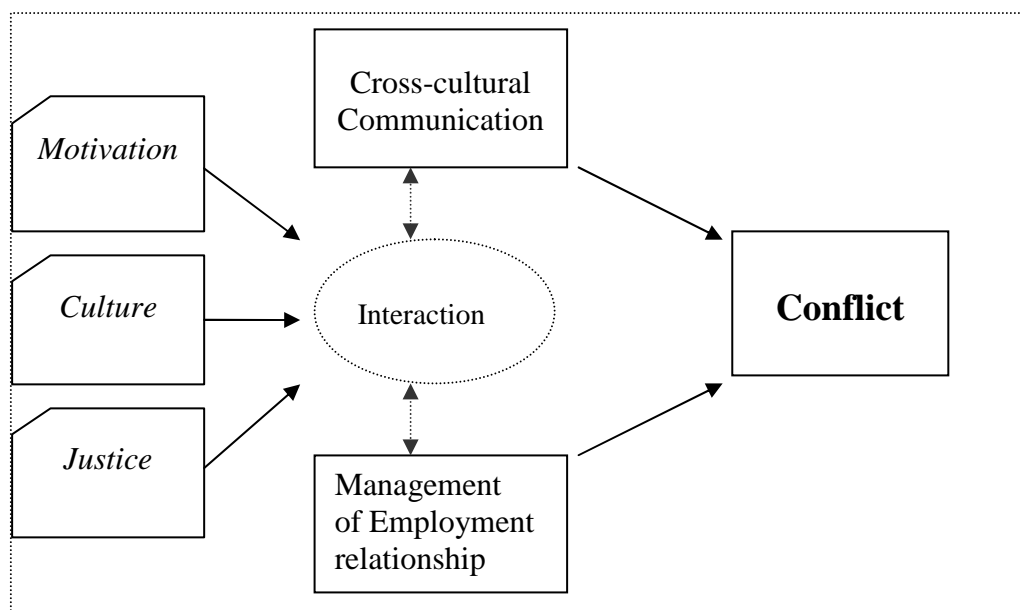 Cross-cultural
Communication
Motivation
Culture
Interaction
Conflict
Justice
Management
of Employment
relationship